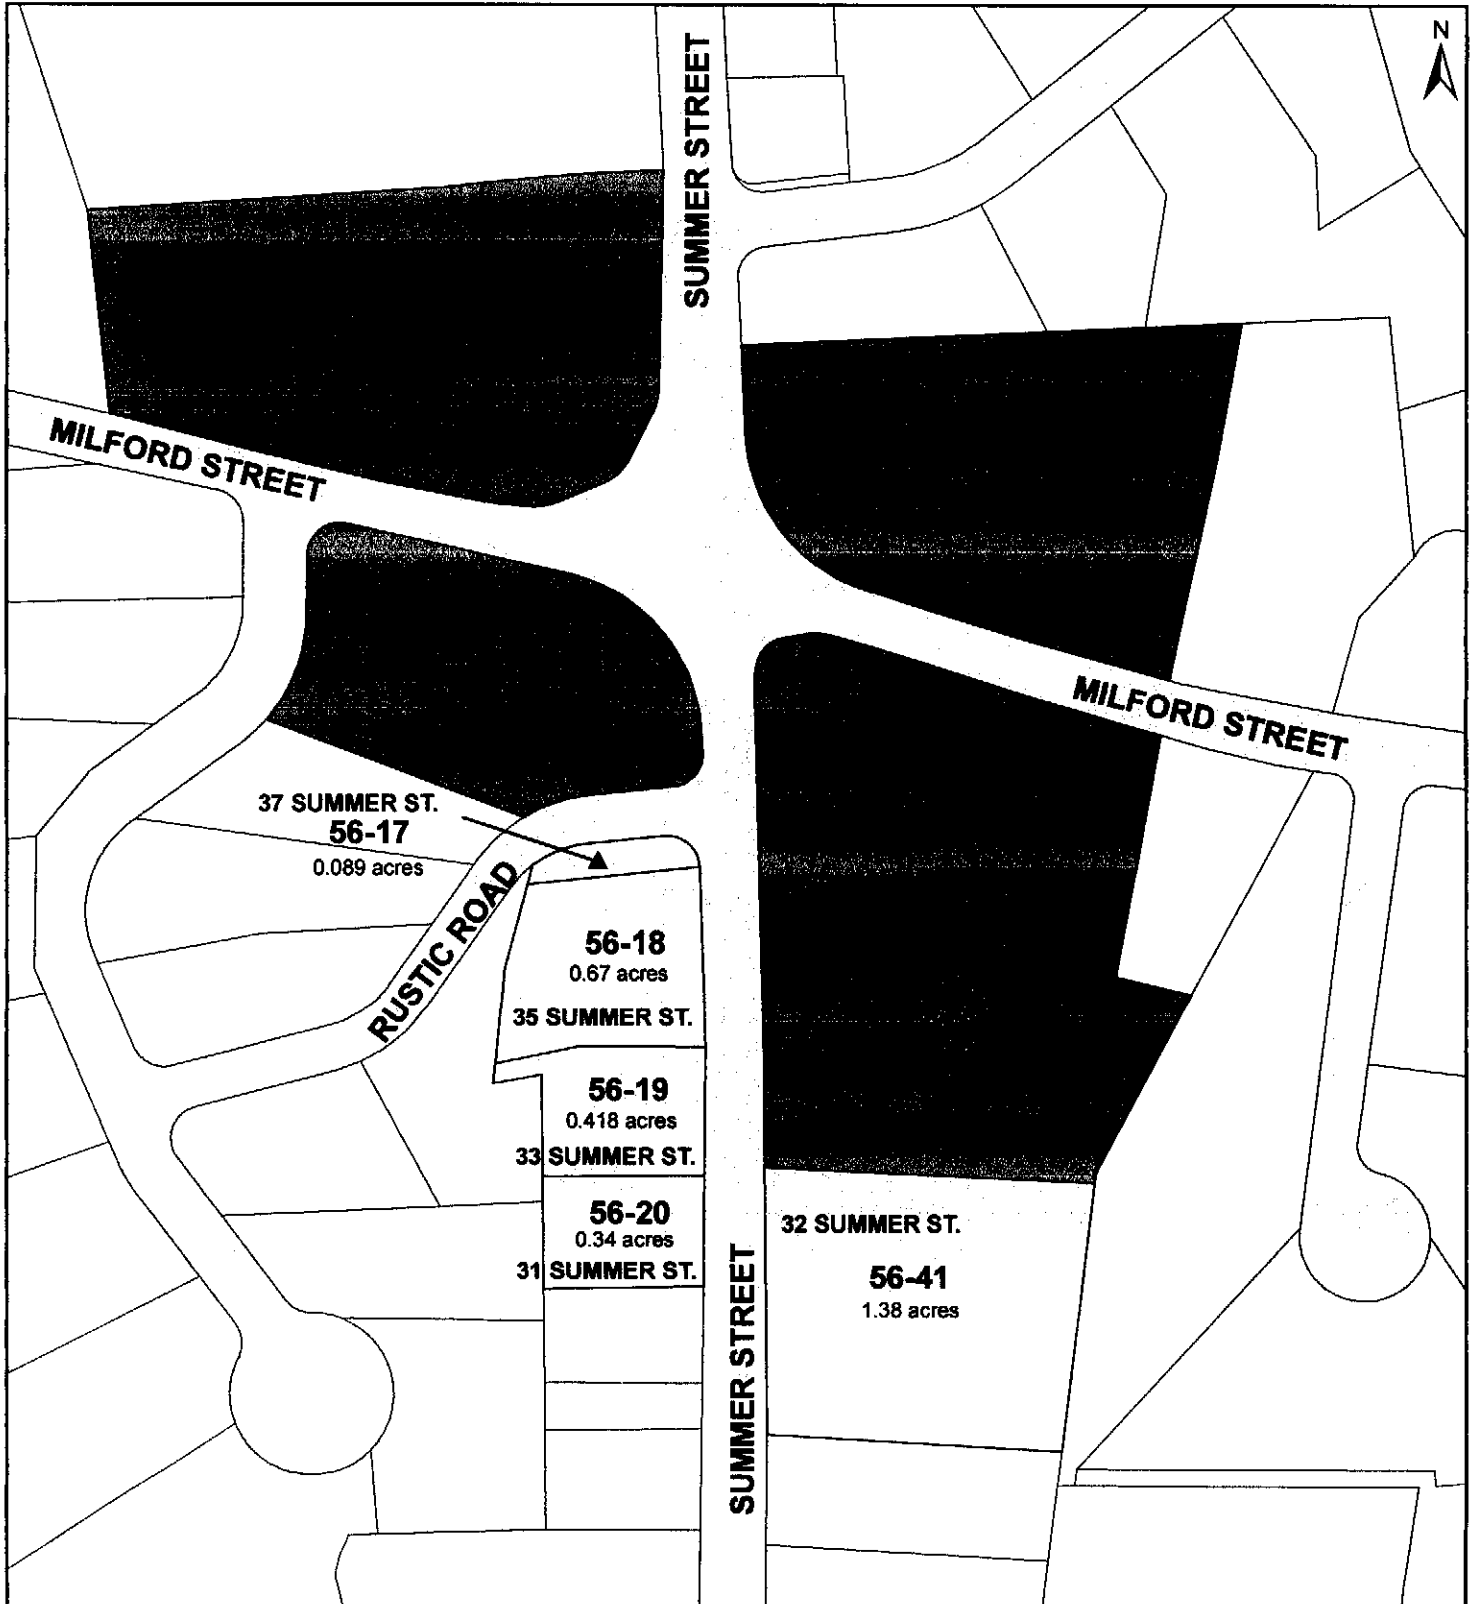 N
SUMMER STREET
MILFORD STREET
MILFORD STREET
37 SUMMER ST.
56-17
0.089 acres
RUSTIC ROAD
56-18
0.67 acres
35 SUMMER ST.
56-19
0.418 acres
33 SUMMER ST.
56-20
0.34 acres
31 SUMMER ST.
32 SUMMER ST.
56-41
1.38 acres
SUMMER STREET